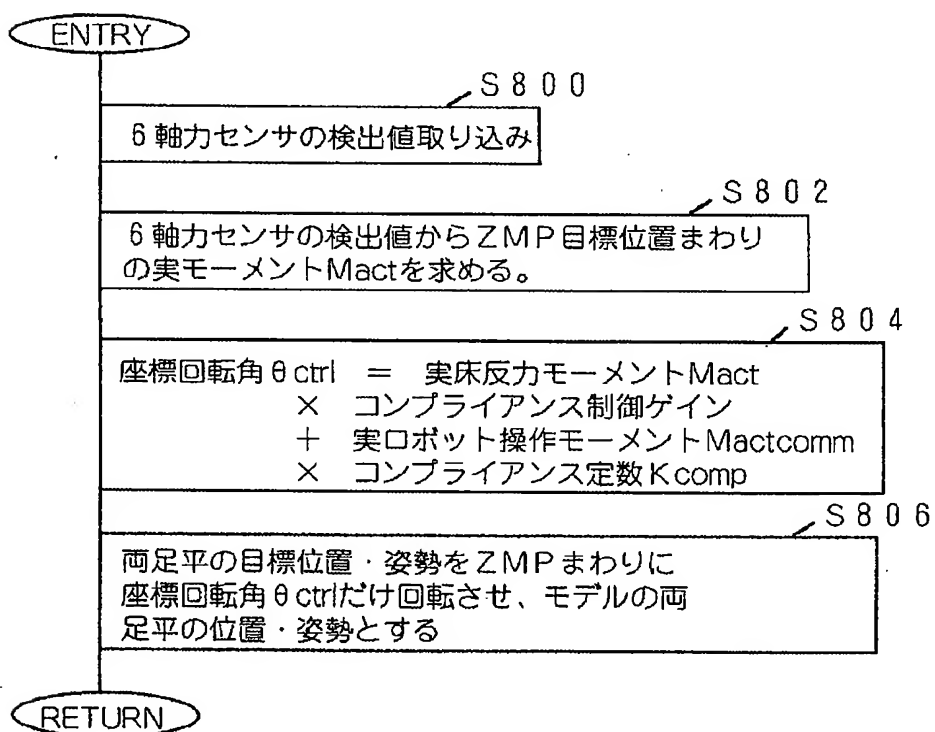 ENTRY
S800
6軸力センサの検出値取り込み
S802
6軸力センサの検出値からZMP目標位置まわり
の実モーメントMactを求める。
S804
座標回転角θctrl = 実床反力モーメントMact
× コンプライアンス制御ゲイン
+ 実ロボット操作モーメントMactcomm
× コンプライアンス定数Kcomp
S806
両足平の目標位置・姿勢をZMPまわりに
座標回転角θctrlだけ回転させ、モデルの両
足平の位置・姿勢とする
RETURN